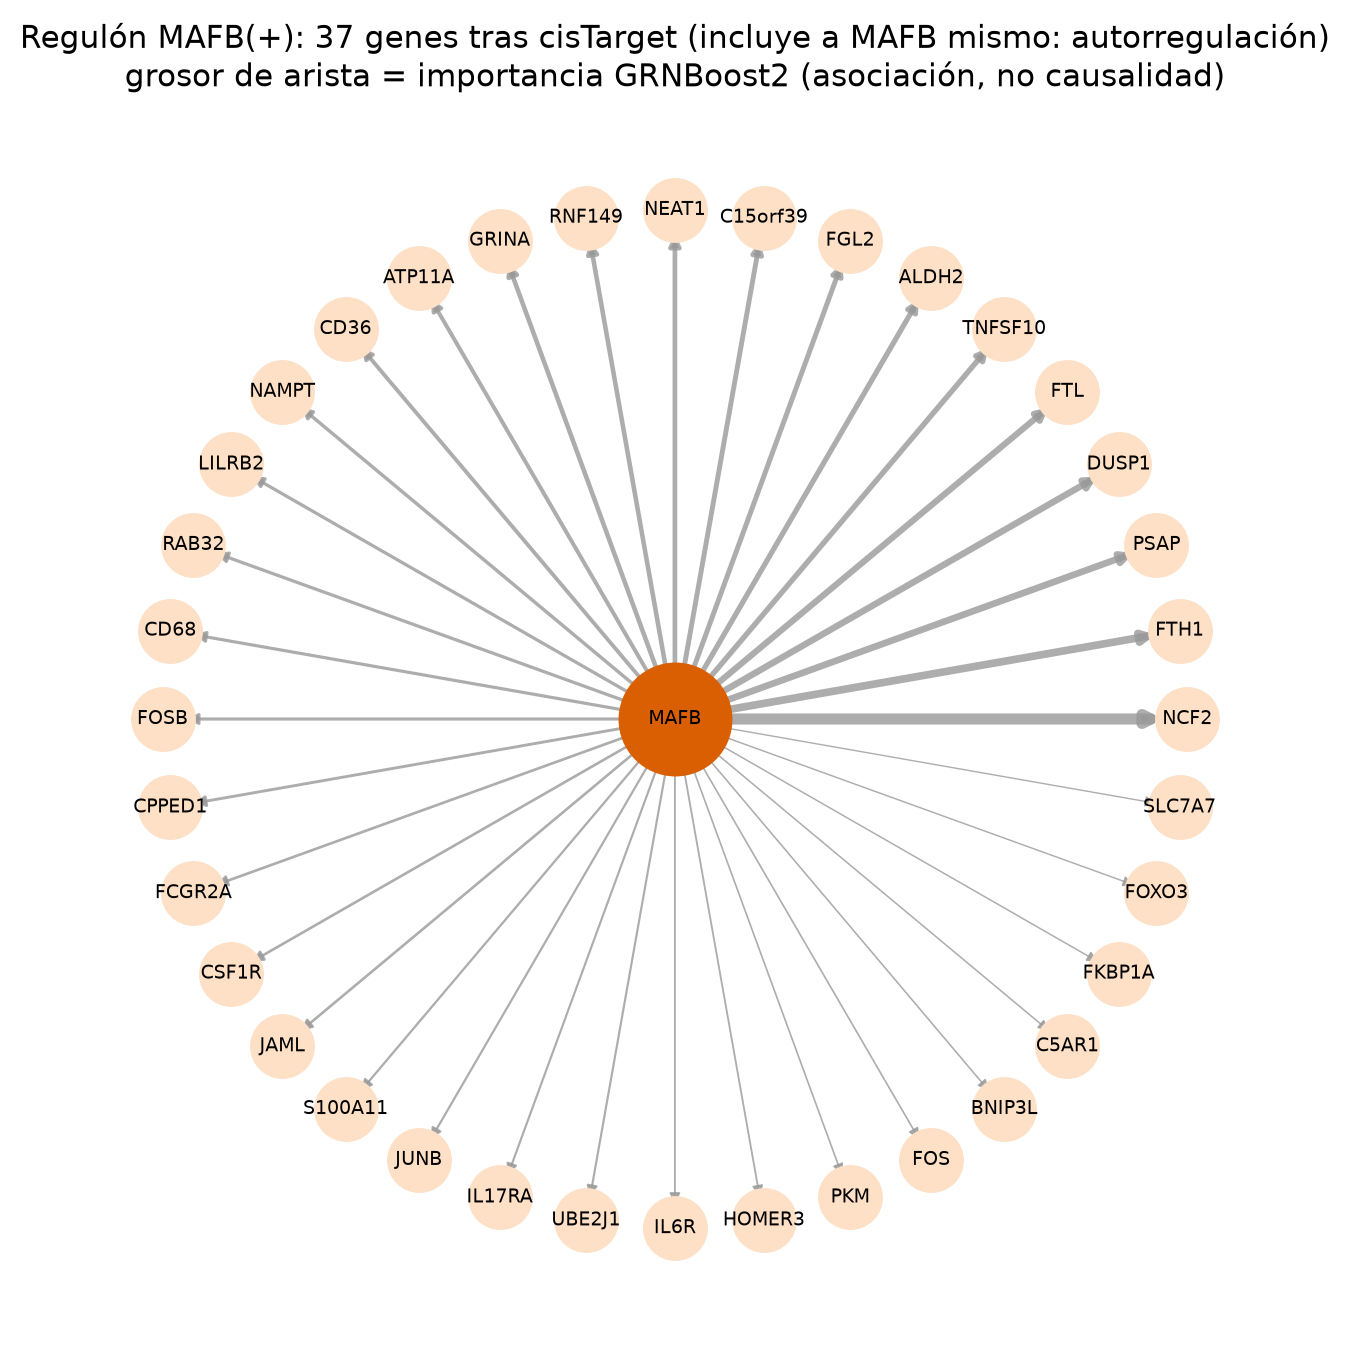 Regulón MAFB(+): 37 genes tras cisTarget (incluye a MAFB mismo: autorregulación)
grosor de arista = importancia GRNBoost2 (asociación, no causalidad)
NEAT1
RNF149
C15orf39
GRINA
FGL2
ATP11A
ALDH2
CD36
TNFSF10
NAMPT
FTL
LILRB2
DUSP1
RAB32
PSAP
CD68
FTH1
FOSB
MAFB
NCF2
CPPED1
SLC7A7
FCGR2A
FOXO3
CSF1R
FKBP1A
JAML
C5AR1
S100A11
BNIP3L
JUNB
FOS
IL17RA
PKM
UBE2J1
HOMER3
IL6R